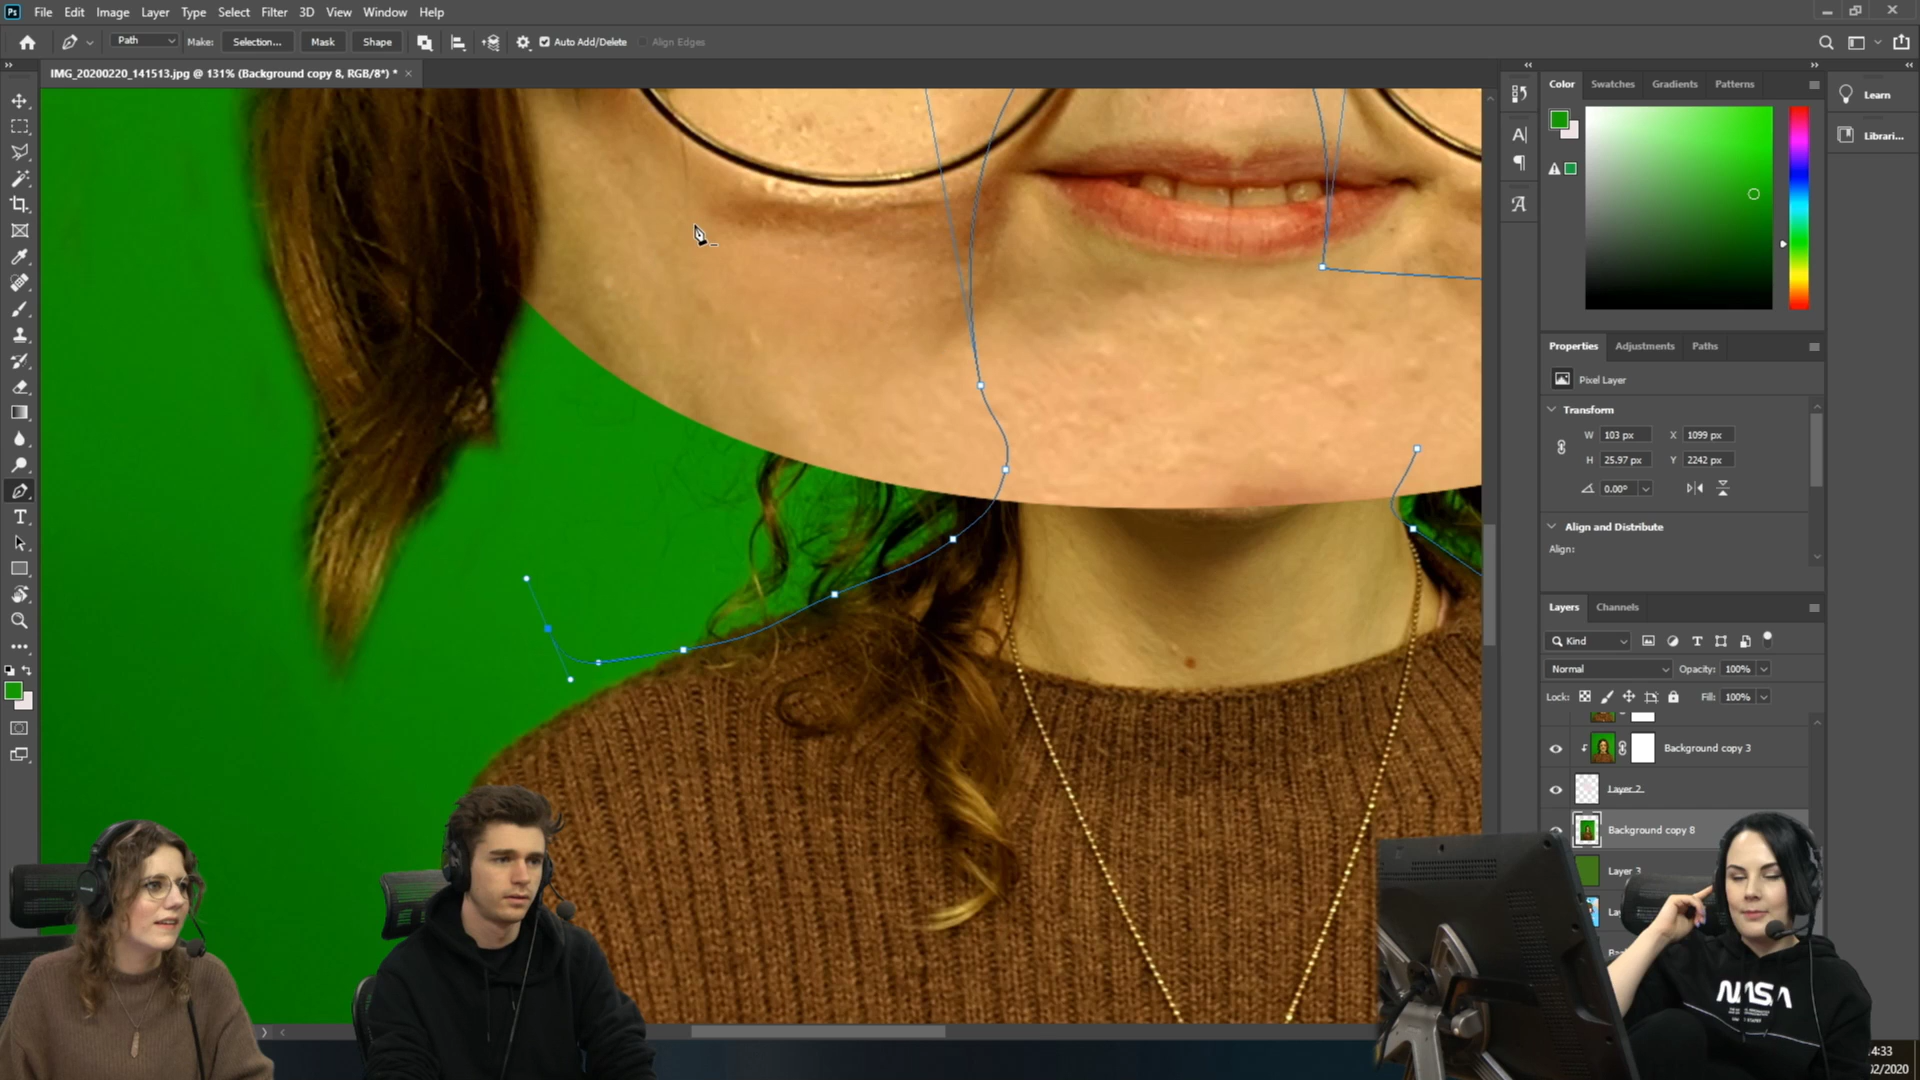 Ps File Edit Image Layer Type Select Filter 3D View Window Help
Path Make: Selection... Mask Shape Auto Add/Delete Align Edges
IMG_20200220_141513.jpg @ 131% (Background copy 8, RGB/8*) *
Color Swatches Gradients Patterns
Learn
Librari...
Properties Adjustments Paths
Pixel Layer
Transform
W 103 px X 1099 px
H 25.97 px Y 2242 px
0.00°
Align and Distribute
Align:
Layers Channels
Kind
Normal Opacity: 100%
Lock: Fill: 100%
Background copy 3
Layer 2
Background copy 8
Layer 3
Lay
NASA
4:33
02/2020